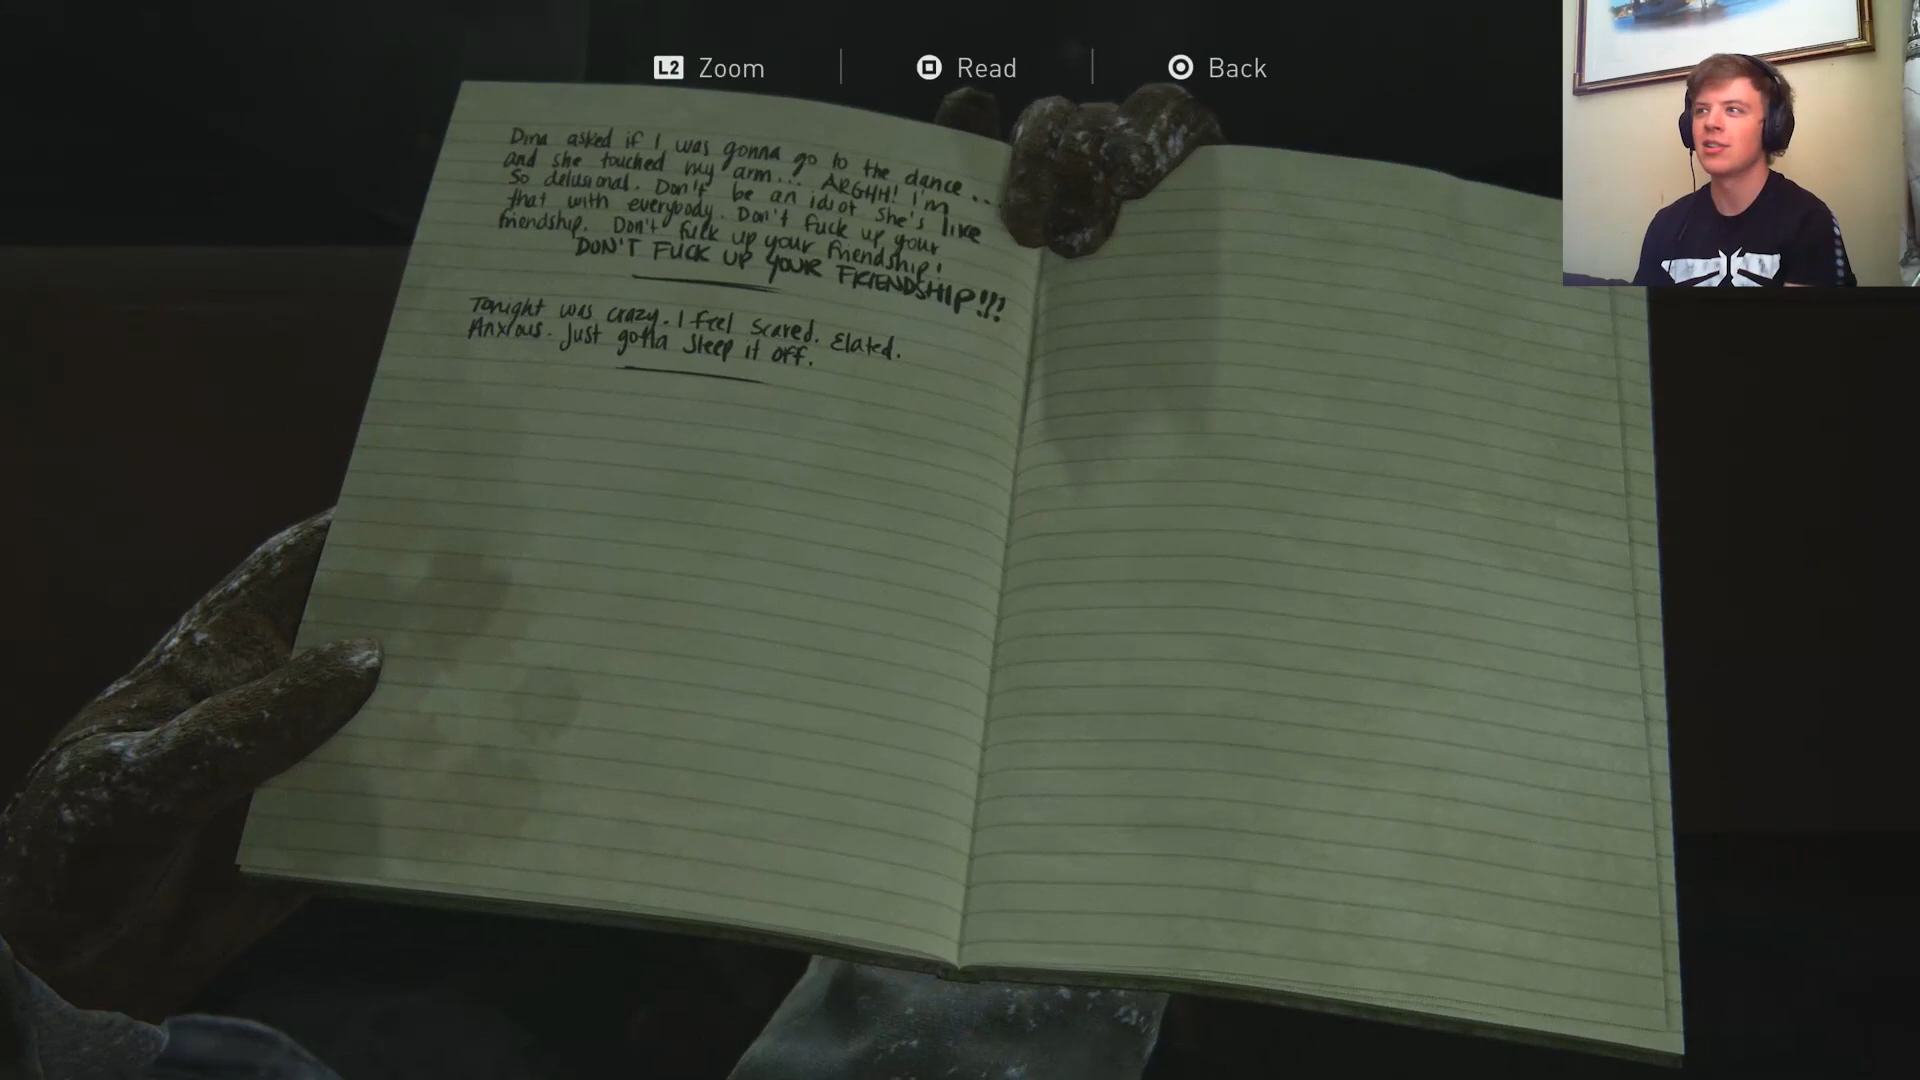 L2 Zoom
Read
Back
Dina asked if I was gonna go to the dance...
and she touched my arm... ARGHH! I'm
so delusional. Don't be an idiot she's like
that with everybody. Don't fuck up your
friendship. Don't fuck up your friendship!
DON'T FUCK UP YOUR FRIENDSHIP!!!
Tonight was crazy. I feel scared. Elated.
Anxious. Just gotta sleep it off.